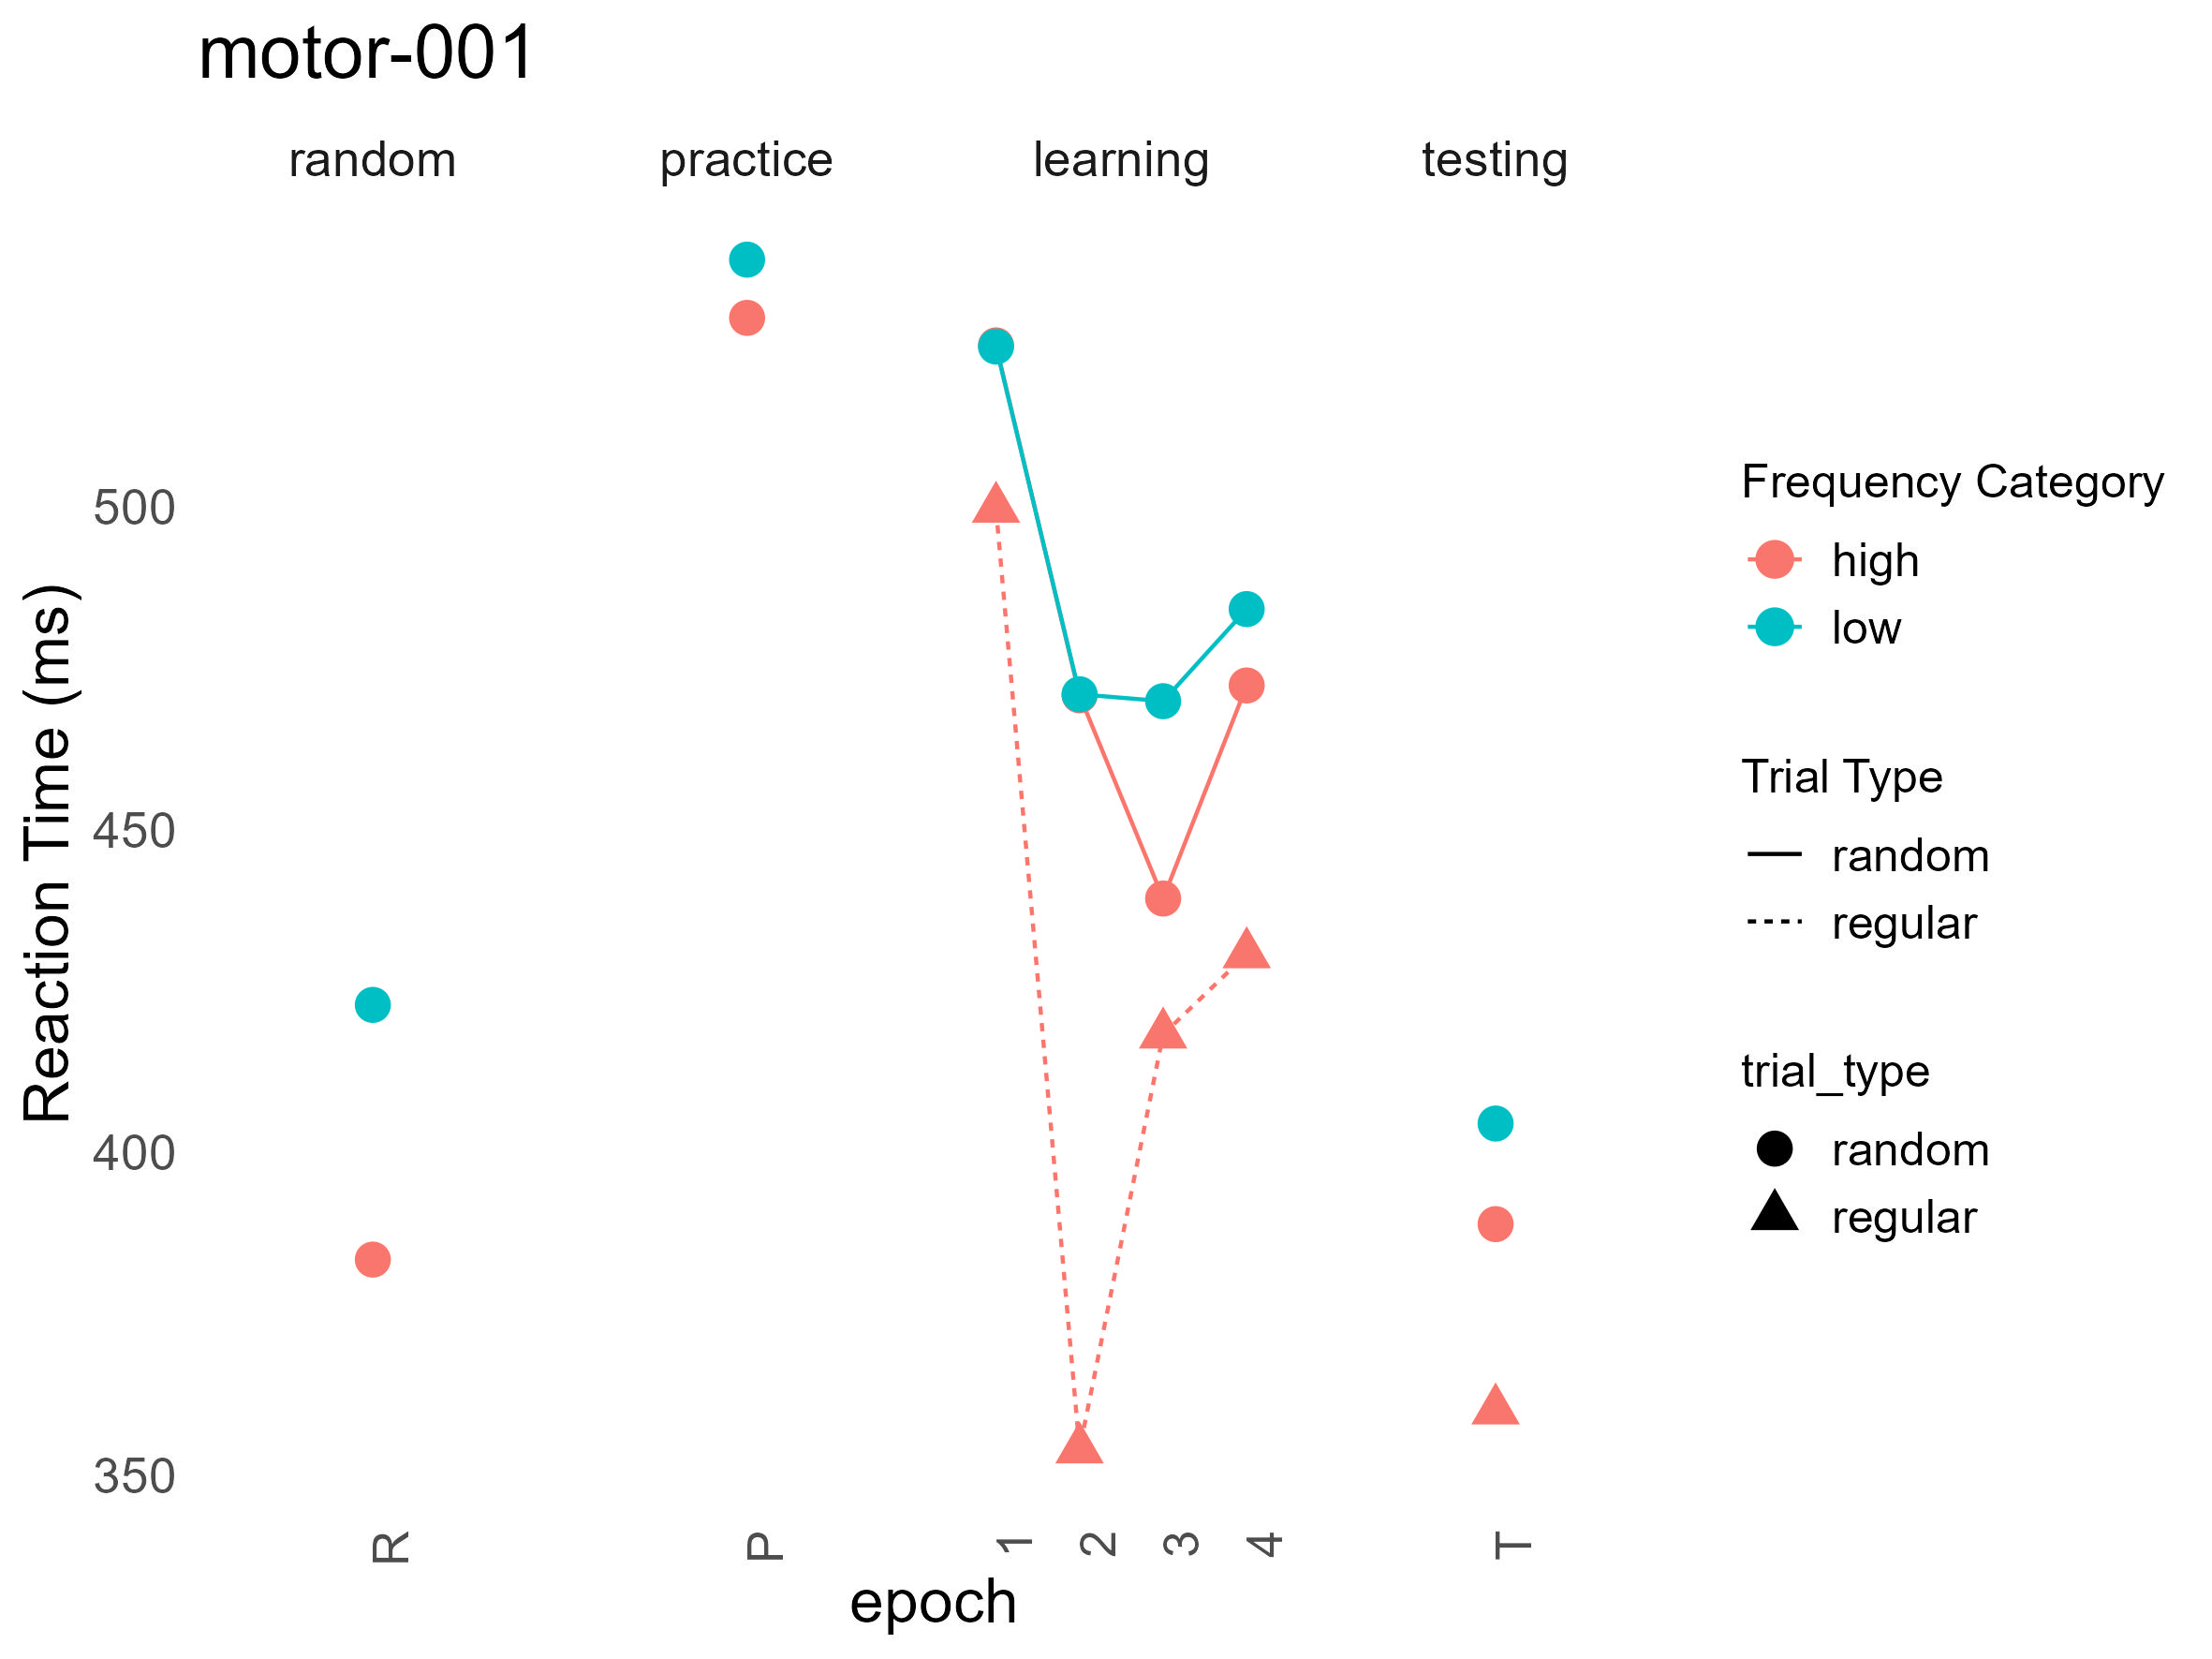 motor-001
random practice learning testing
Reaction Time (ms)
500
450
400
350
R P 1 2 3 4 T
epoch
Frequency Category
high
low
Trial Type
random
regular
trial_type
random
regular